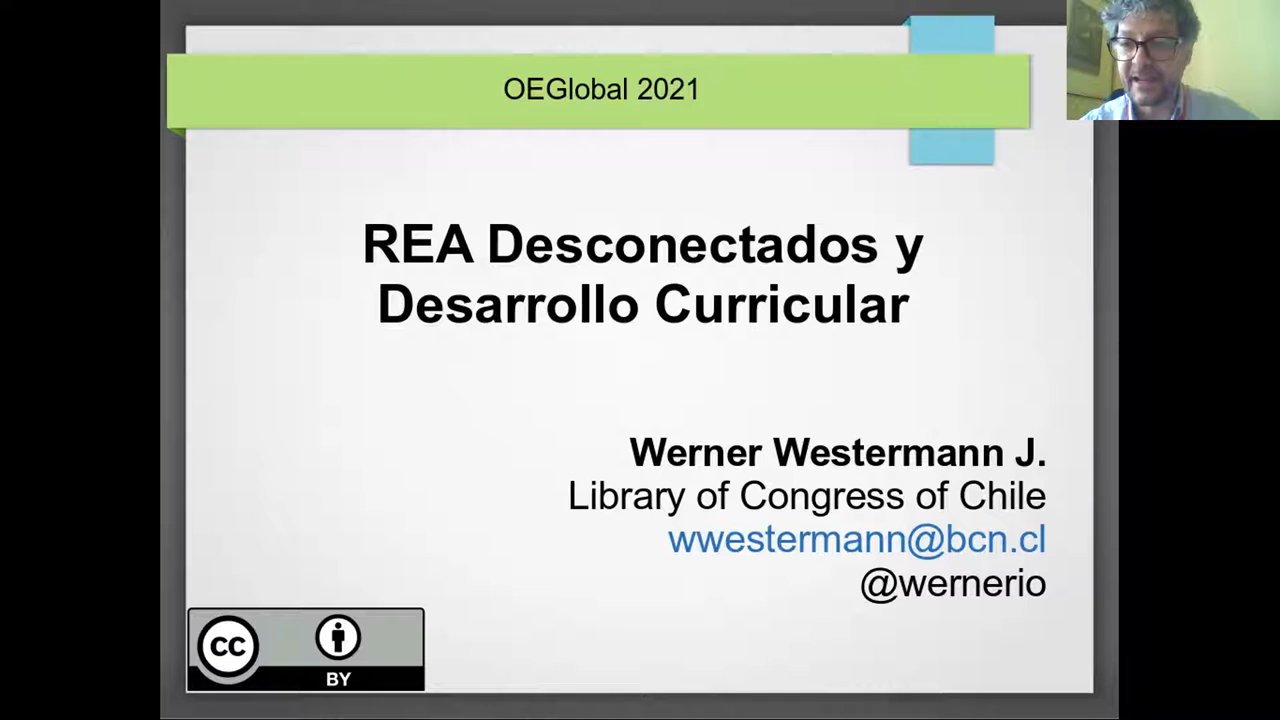 OEGlobal 2021
REA Desconectados y
Desarrollo Curricular
Werner Westermann J.
Library of Congress of Chile
wwestermann@bcn.cl
@wernerio
CC
BY